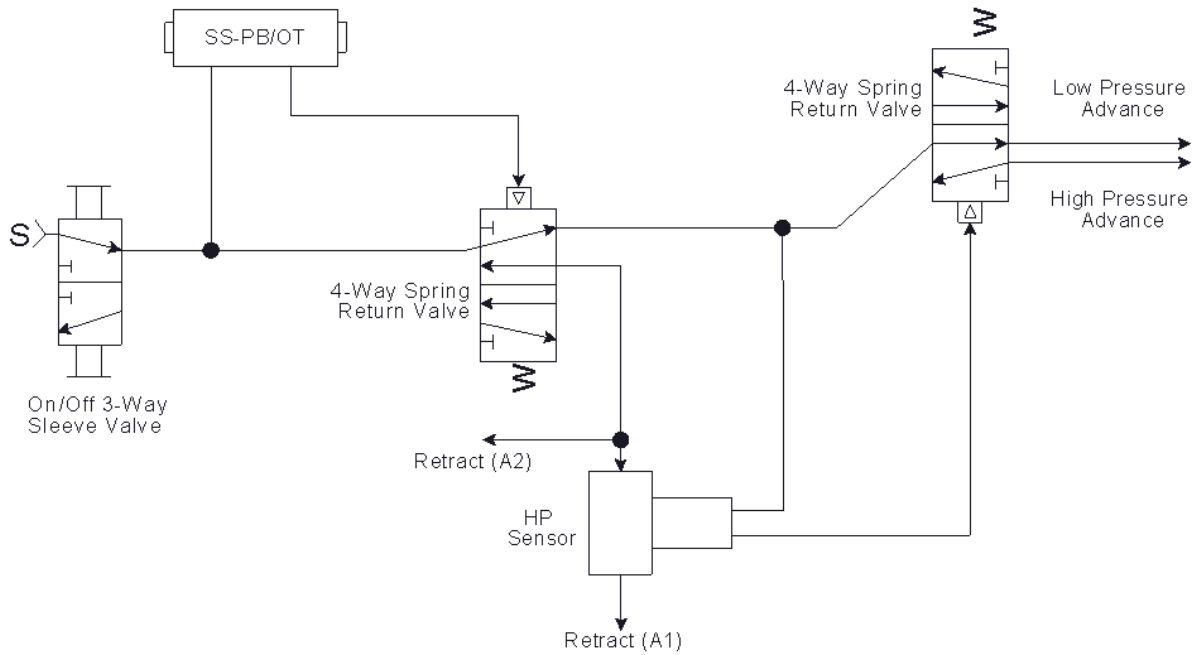 SS-PB/OT
4-Way Spring
Return Valve
Low Pressure
Advance
High Pressure
Advance
S
4-Way Spring
Return Valve
On/Off 3-Way
Sleeve Valve
Retract (A2)
HP
Sensor
Retract (A1)